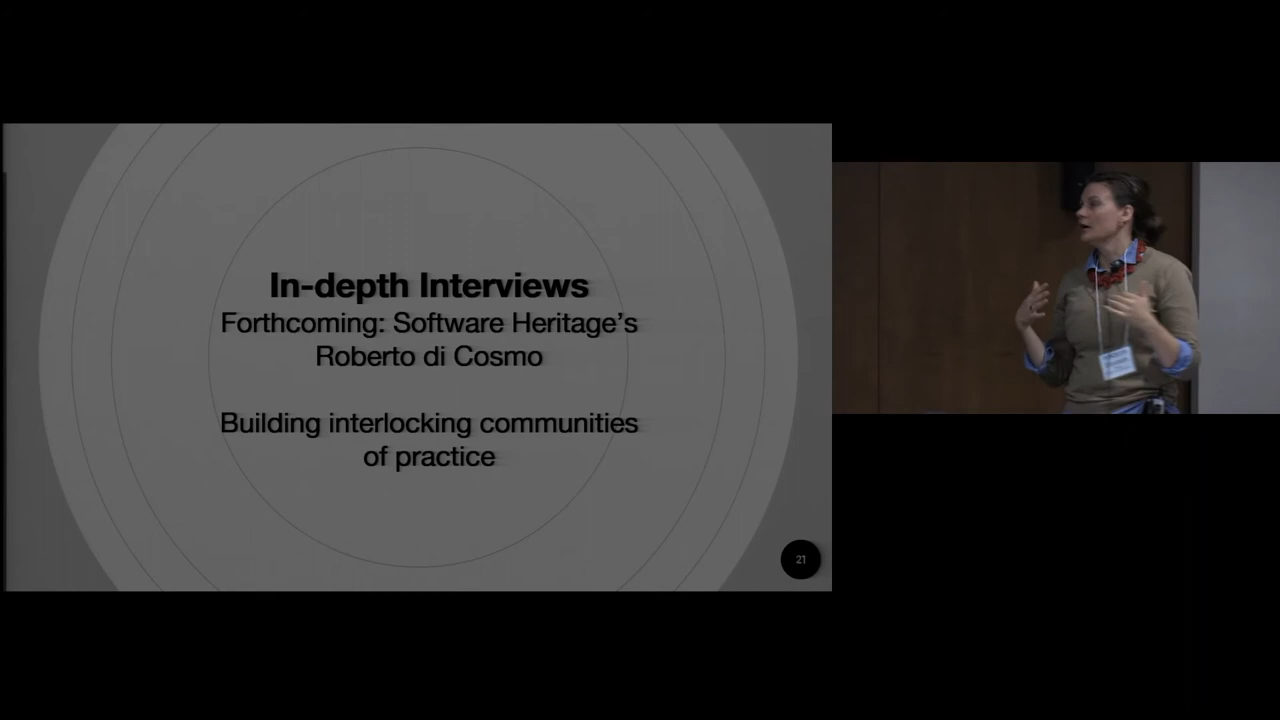 In-depth Interviews
Forthcoming: Software Heritage’s
Roberto di Cosmo
Building interlocking communities
of practice
21